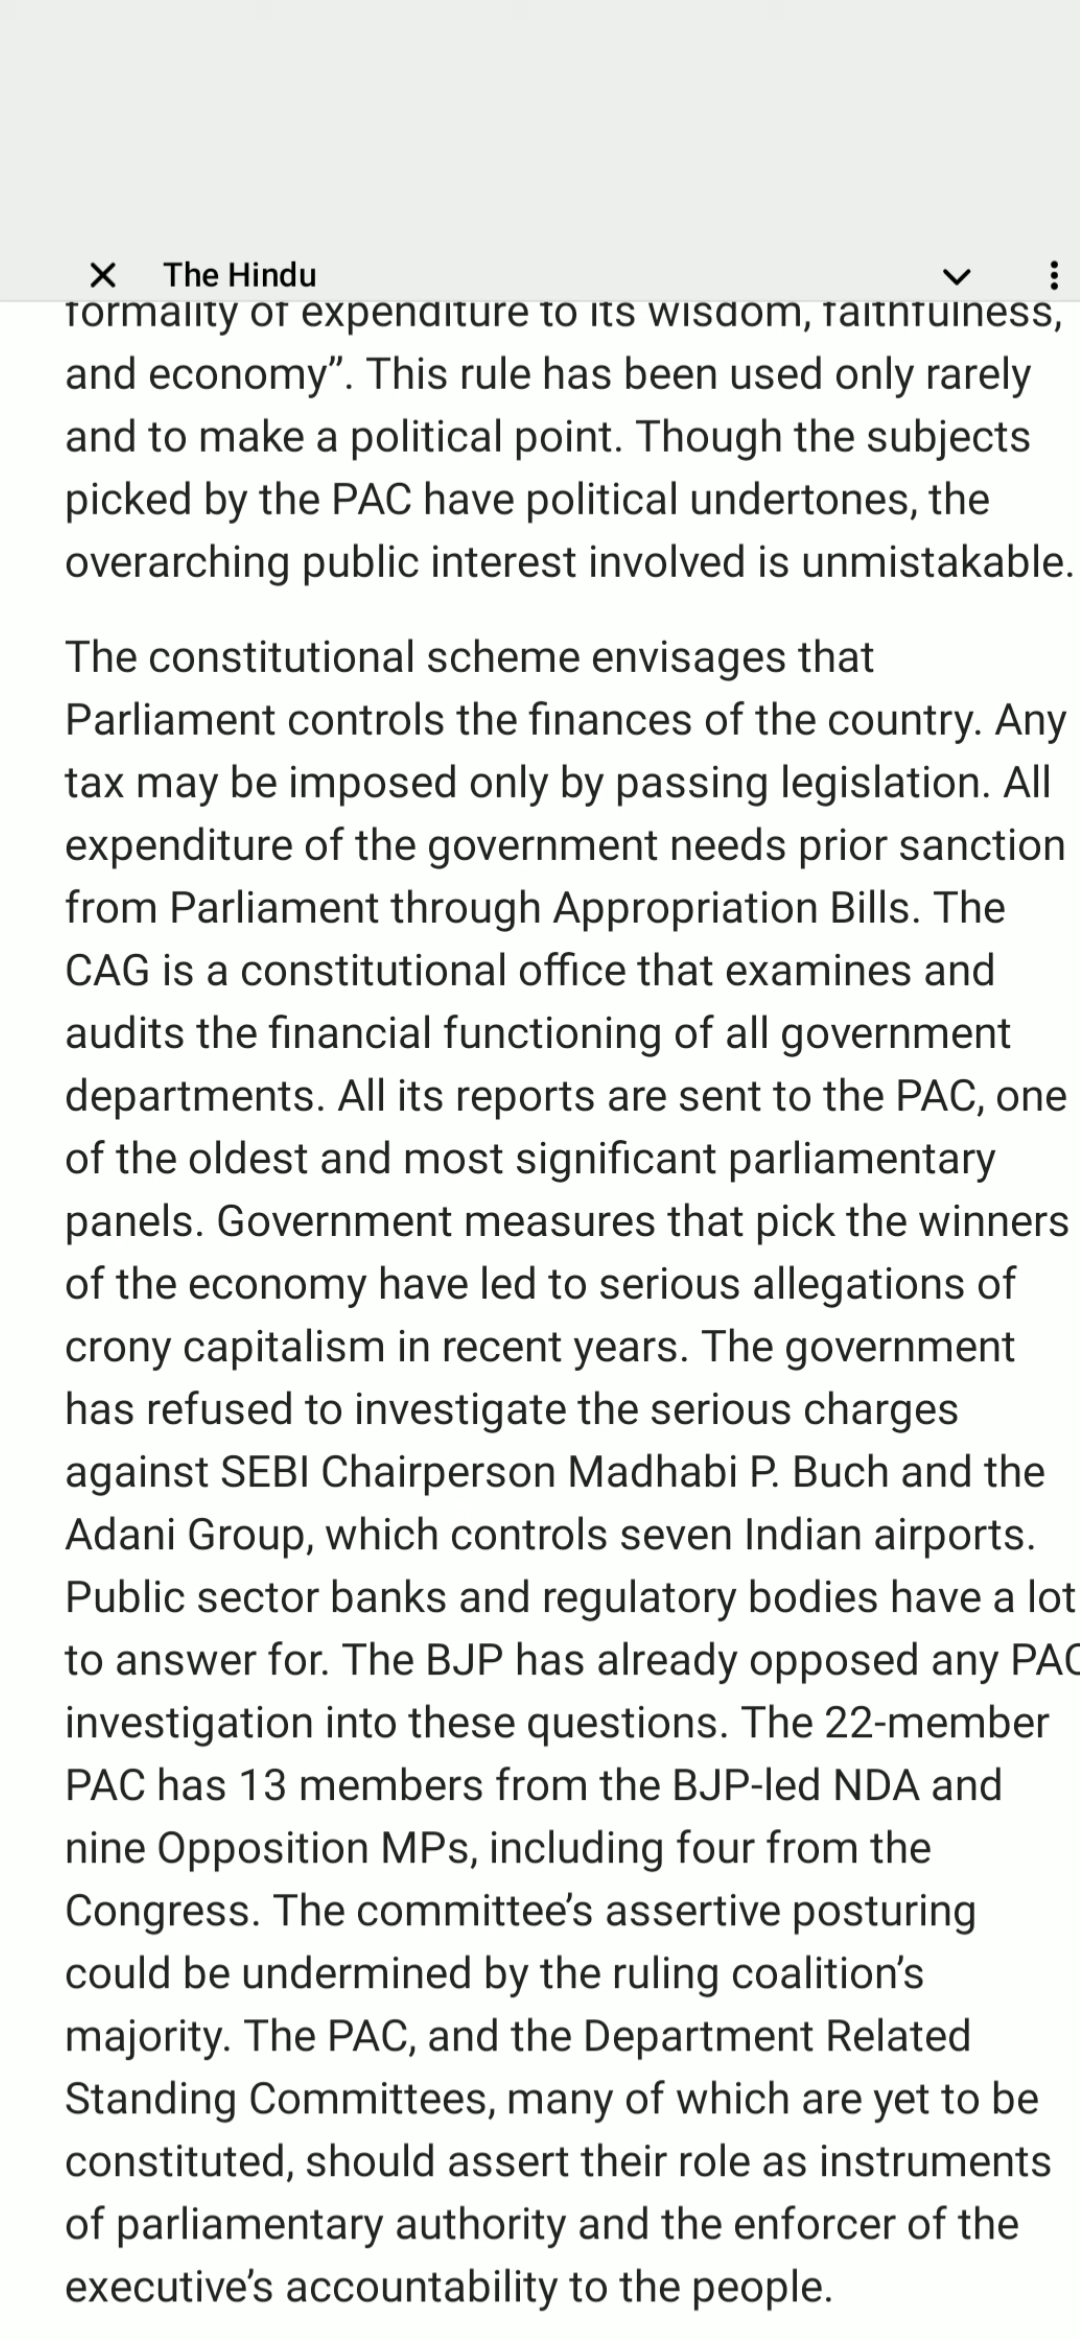 The Hindu
formality of expenditure to its wisdom, faithfulness,
and economy”. This rule has been used only rarely
and to make a political point. Though the subjects
picked by the PAC have political undertones, the
overarching public interest involved is unmistakable.
The constitutional scheme envisages that
Parliament controls the finances of the country. Any
tax may be imposed only by passing legislation. All
expenditure of the government needs prior sanction
from Parliament through Appropriation Bills. The
CAG is a constitutional office that examines and
audits the financial functioning of all government
departments. All its reports are sent to the PAC, one
of the oldest and most significant parliamentary
panels. Government measures that pick the winners
of the economy have led to serious allegations of
crony capitalism in recent years. The government
has refused to investigate the serious charges
against SEBI Chairperson Madhabi P. Buch and the
Adani Group, which controls seven Indian airports.
Public sector banks and regulatory bodies have a lot
to answer for. The BJP has already opposed any PAC
investigation into these questions. The 22-member
PAC has 13 members from the BJP-led NDA and
nine Opposition MPs, including four from the
Congress. The committee’s assertive posturing
could be undermined by the ruling coalition’s
majority. The PAC, and the Department Related
Standing Committees, many of which are yet to be
constituted, should assert their role as instruments
of parliamentary authority and the enforcer of the
executive’s accountability to the people.